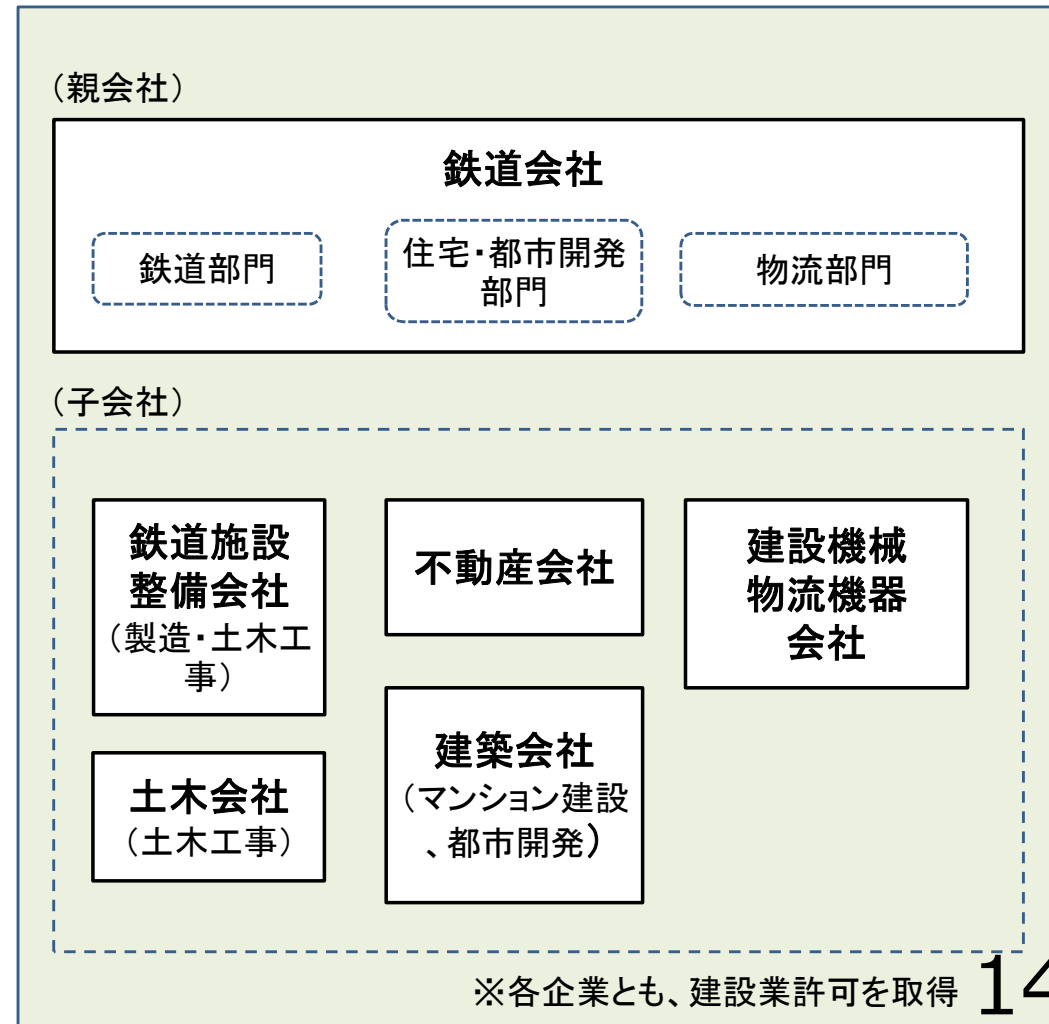 （親会社）
鉄道会社
鉄道部門
住宅・都市開発
部門
物流部門
（子会社）
鉄道施設
整備会社
（製造・土木工
事）
不動産会社
建設機械
物流機器
会社
土木会社
（土木工事）
建築会社
（マンション建設
、都市開発）
※各企業とも、建設業許可を取得
14